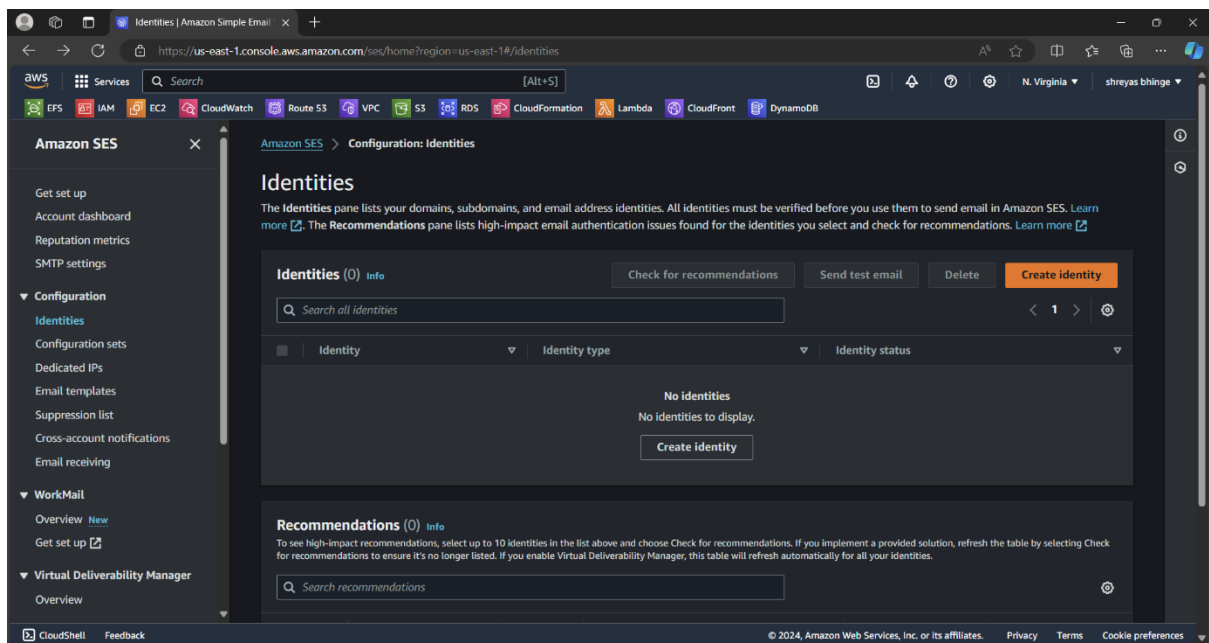 Identities | Amazon Simple Email
https://us-east-1.console.aws.amazon.com/ses/home?region=us-east-1#/identities
aws Services Search [Alt+S] N. Virginia shreyas bhinge
EFS IAM EC2 CloudWatch Route 53 VPC S3 RDS CloudFormation Lambda CloudFront DynamoDB
Amazon SES
Get set up
Account dashboard
Reputation metrics
SMTP settings
Configuration
Identities
Configuration sets
Dedicated IPs
Email templates
Suppression list
Cross-account notifications
Email receiving
WorkMail
Overview New
Get set up
Virtual Deliverability Manager
Overview
Amazon SES > Configuration: Identities
Identities
The Identities pane lists your domains, subdomains, and email address identities. All identities must be verified before you use them to send email in Amazon SES. Learn
more. The Recommendations pane lists high-impact email authentication issues found for the identities you select and check for recommendations. Learn more
Identities (0) Info Check for recommendations Send test email Delete Create identity
Search all identities 1
Identity Identity type Identity status
No identities
No identities to display.
Create identity
Recommendations (0) Info
To see high-impact recommendations, select up to 10 identities in the list above and choose Check for recommendations. If you implement a provided solution, refresh the table by selecting Check
for recommendations to ensure it's no longer listed. If you enable Virtual Deliverability Manager, this table will refresh automatically for all your identities.
Search recommendations
CloudShell Feedback © 2024, Amazon Web Services, Inc. or its affiliates. Privacy Terms Cookie preferences